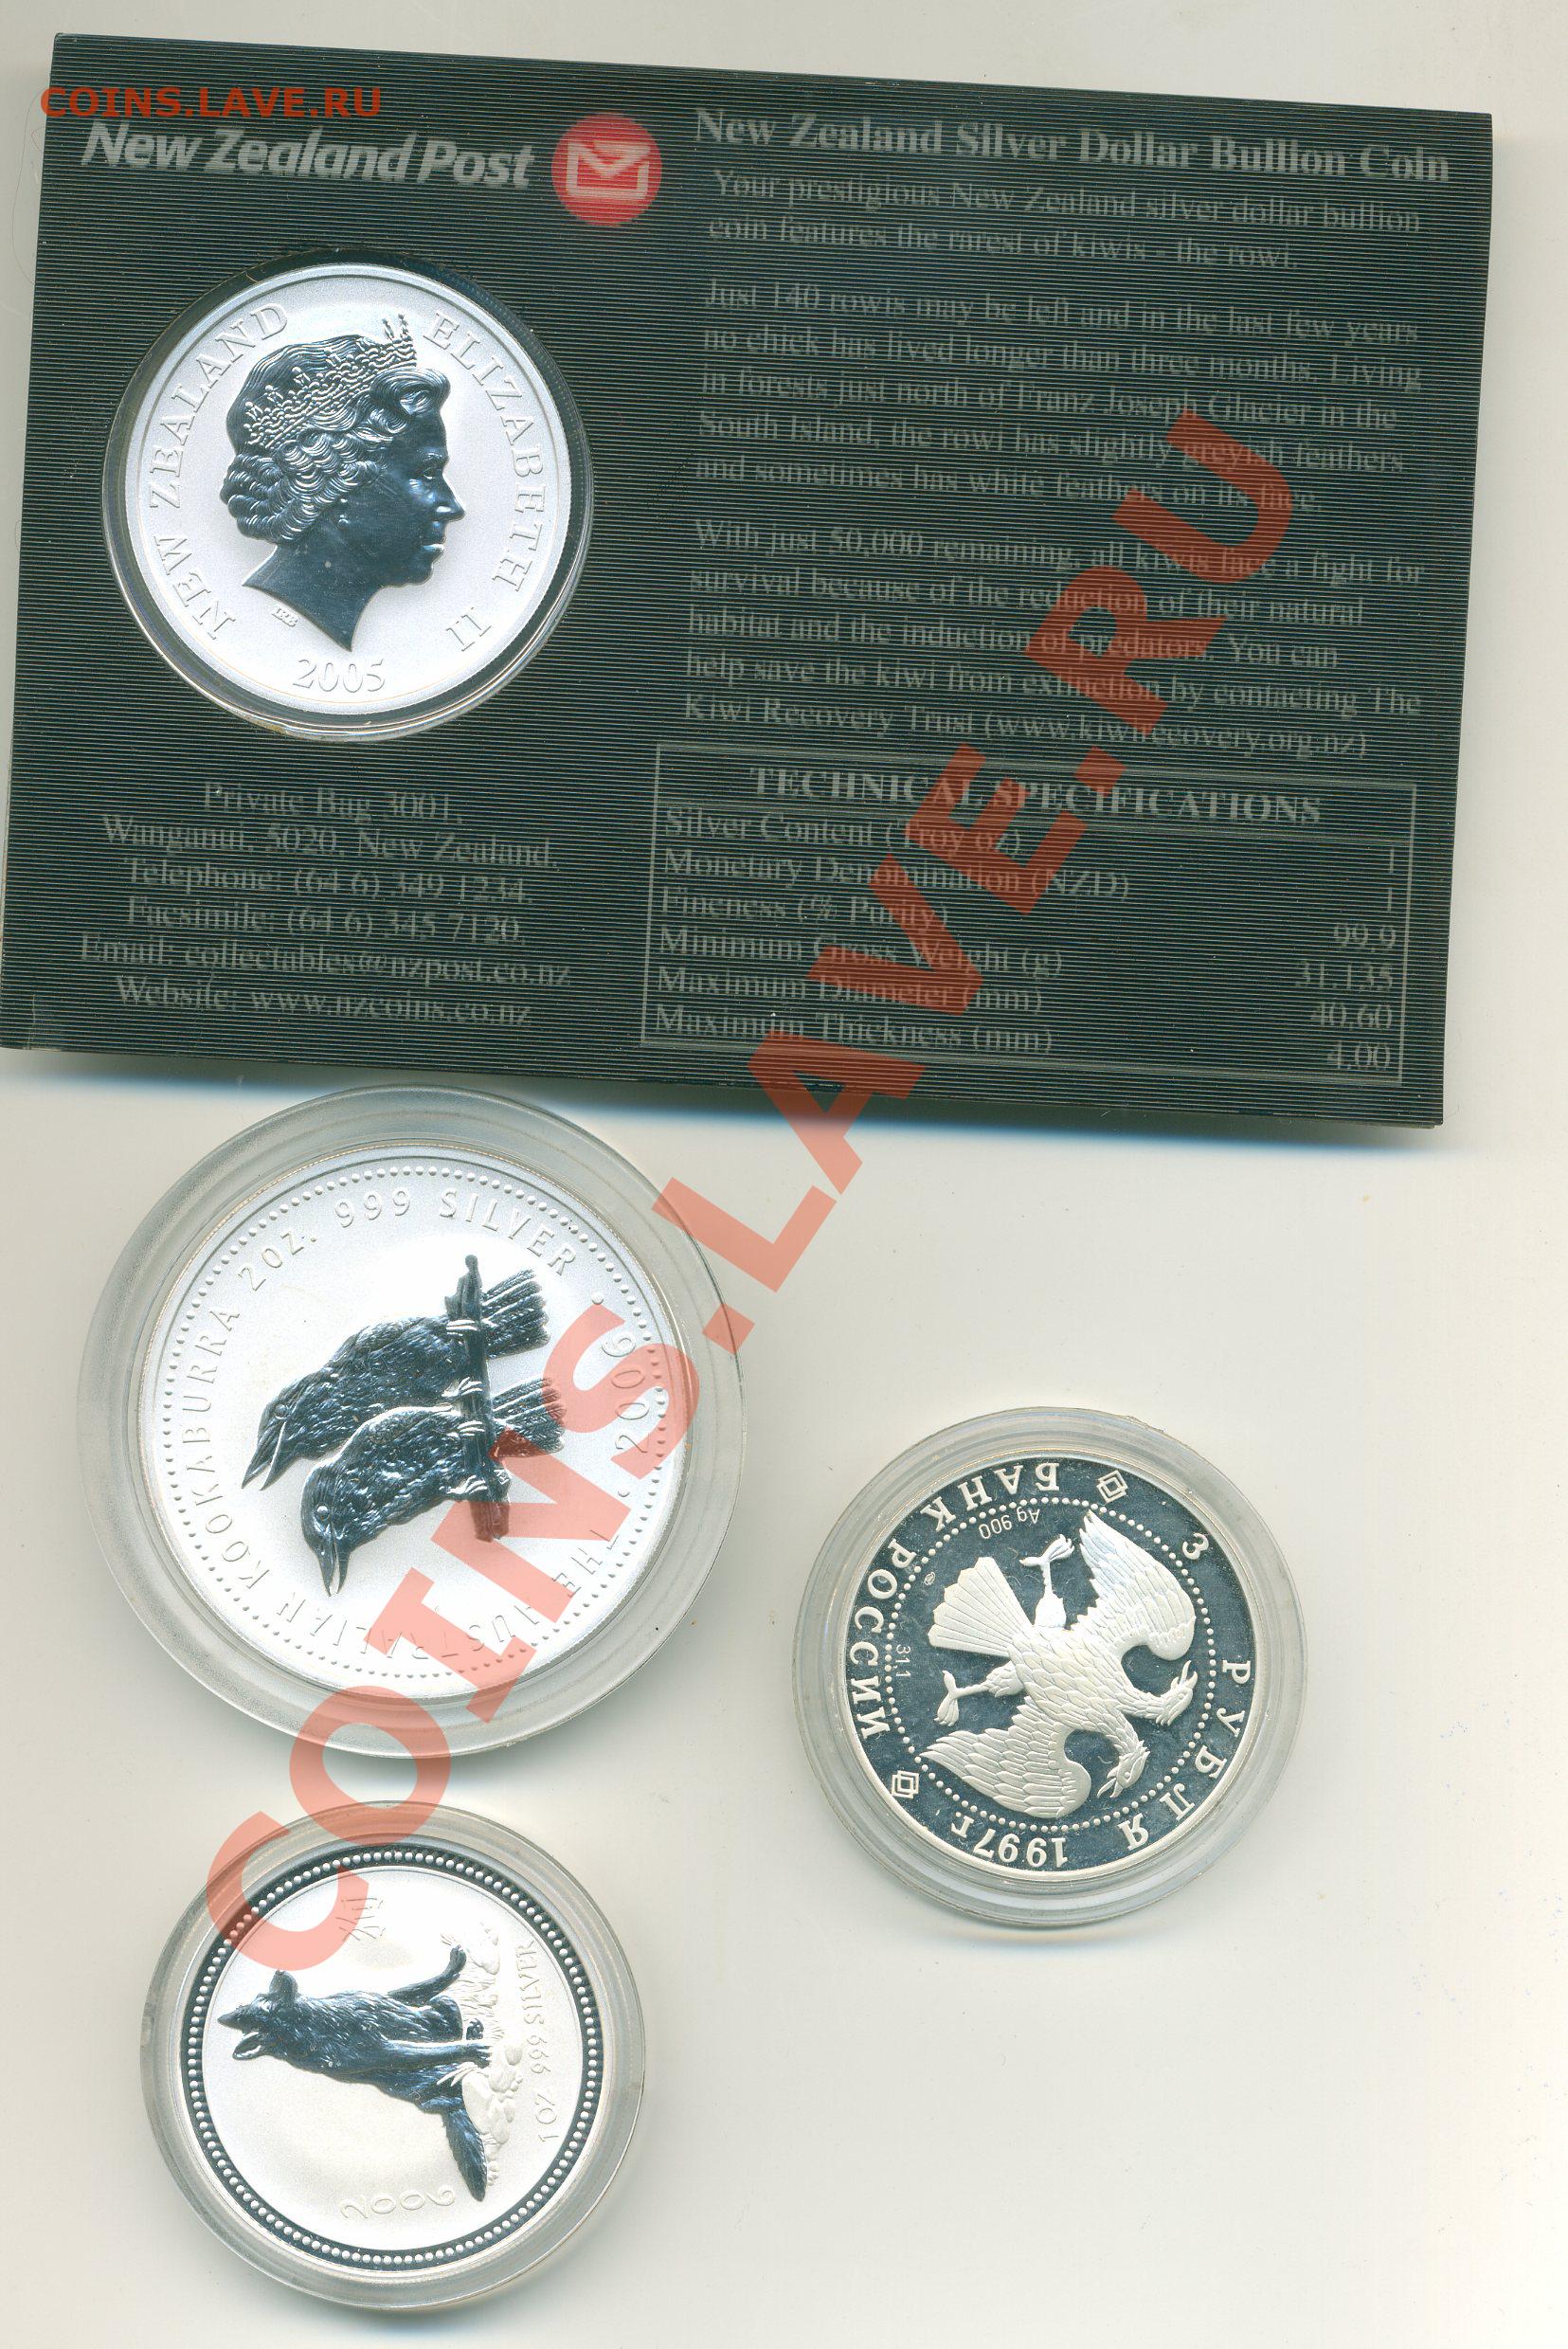 COINS.LAVE.RU
New Zealand Post
New Zealand Silver Dollar Bullion Coin
Your prestigious New Zealand silver dollar bullion
coin features the rarest of kiwis - the rowi.
Just 140 rowis may be left and in the last few years
no chick has lived longer than three months. Living
in forests just north of Franz Joseph Glacier in the
South Island, the rowi has slightly greyish feathers
and sometimes has white feathers on its face.
With just 50,000 remaining, all kiwis face a fight for
survival because of the reduction of their natural
habitat and the induction of predators. You can
help save the kiwi from extinction by contacting The
Kiwi Recovery Trust (www.kiwirecovery.org.nz)
NEW ZEALAND ELIZABETH II
IRB
2005
Private Bag 3001,
Wanganui, 5020, New Zealand.
Telephone: (64 6) 349 1234.
Facsimile: (64 6) 345 7120.
Email: collectables@nzpost.co.nz
Website: www.nzcoins.co.nz
TECHNICAL SPECIFICATIONS
Silver Content (Troy oz) 1
Monetary Denomination (NZD) 1
Fineness (% Purity) 99.9
Minimum Gross Weight (g) 31.135
Maximum Diameter (mm) 40.60
Maximum Thickness (mm) 4.00
THE AUSTRALIAN KOOKABURRA 2 OZ. 999 SILVER • 2006 •
3 РУБЛЯ 1997г.
БАНК РОССИИ
Ag 900
31,1
1 OZ 999 SILVER
2006
COINS.LAVE.RU